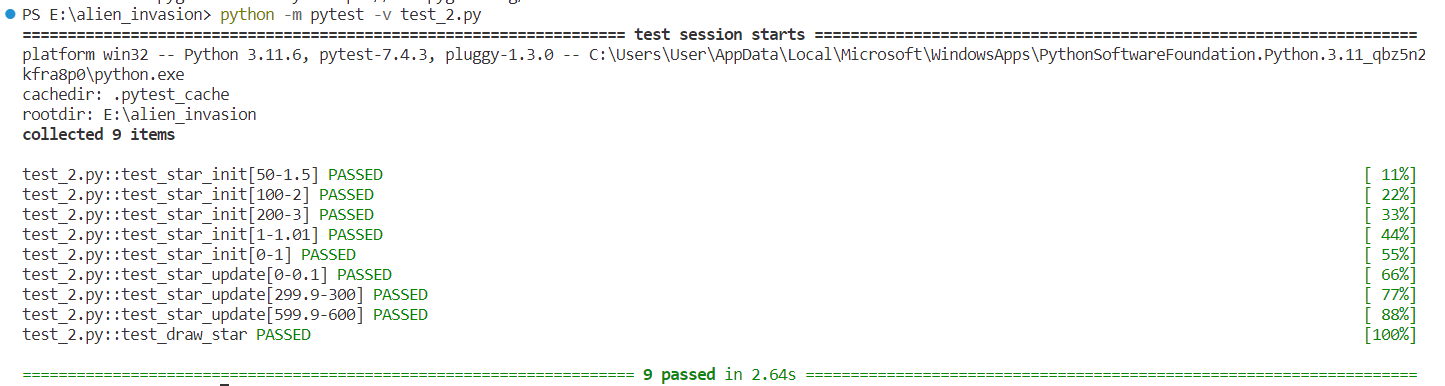 PS E:\alien_invasion> python -m pytest -v test_2.py
=================================================================== test session starts ===================================================================
platform win32 -- Python 3.11.6, pytest-7.4.3, pluggy-1.3.0 -- C:\Users\User\AppData\Local\Microsoft\WindowsApps\PythonSoftwareFoundation.Python.3.11_qbz5n2
kfra8p0\python.exe
cachedir: .pytest_cache
rootdir: E:\alien_invasion
collected 9 items
test_2.py::test_star_init[50-1.5] PASSED [ 11%]
test_2.py::test_star_init[100-2] PASSED [ 22%]
test_2.py::test_star_init[200-3] PASSED [ 33%]
test_2.py::test_star_init[1-1.01] PASSED [ 44%]
test_2.py::test_star_init[0-1] PASSED [ 55%]
test_2.py::test_star_update[0-0.1] PASSED [ 66%]
test_2.py::test_star_update[299.9-300] PASSED [ 77%]
test_2.py::test_star_update[599.9-600] PASSED [ 88%]
test_2.py::test_draw_star PASSED [100%]
==================================================================== 9 passed in 2.64s ====================================================================